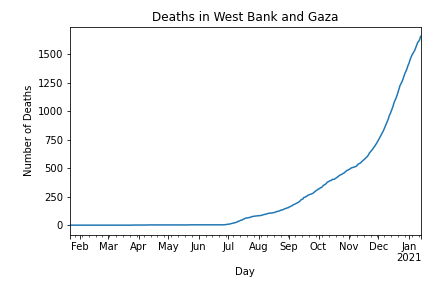 Deaths in West Bank and Gaza
Number of Deaths
1500
1250
1000
750
500
250
0
Feb Mar Apr May Jun Jul Aug Sep Oct Nov Dec Jan
2021
Day